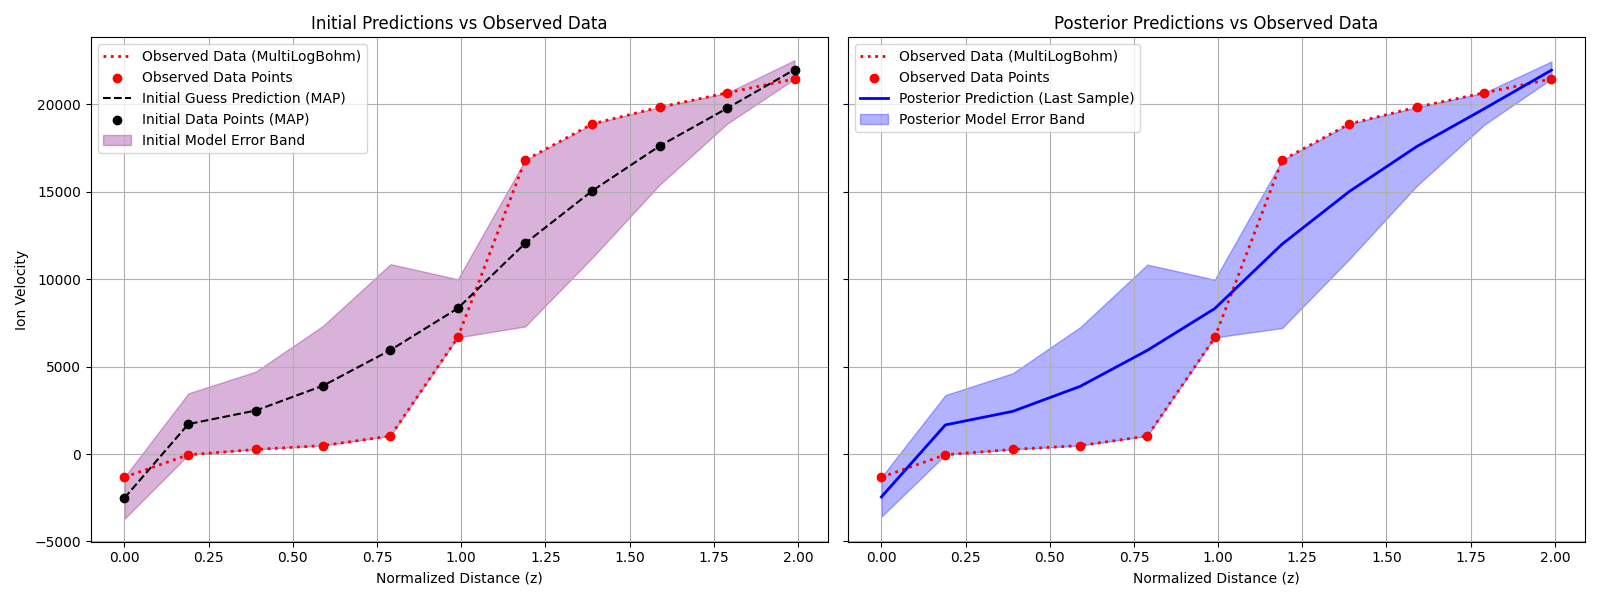 Initial Predictions vs Observed Data
Observed Data (MultiLogBohm)
Observed Data Points
Initial Guess Prediction (MAP)
Initial Data Points (MAP)
Initial Model Error Band
Ion Velocity
20000
15000
10000
5000
0
−5000
0.00 0.25 0.50 0.75 1.00 1.25 1.50 1.75 2.00
Normalized Distance (z)
Posterior Predictions vs Observed Data
Observed Data (MultiLogBohm)
Observed Data Points
Posterior Prediction (Last Sample)
Posterior Model Error Band
0.00 0.25 0.50 0.75 1.00 1.25 1.50 1.75 2.00
Normalized Distance (z)